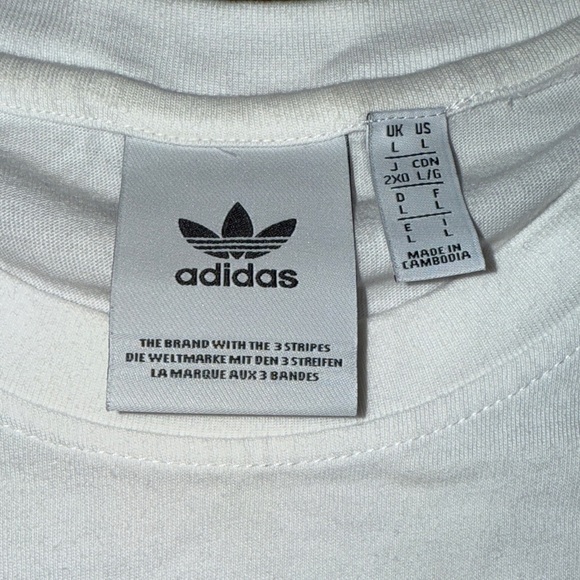 adidas
THE BRAND WITH THE 3 STRIPES
DIE WELTMARKE MIT DEN 3 STREIFEN
LA MARQUE AUX 3 BANDES
UK US
L L
J CDN
2XO L/G
D F
L L
E I
L L
MADE IN
CAMBODIA